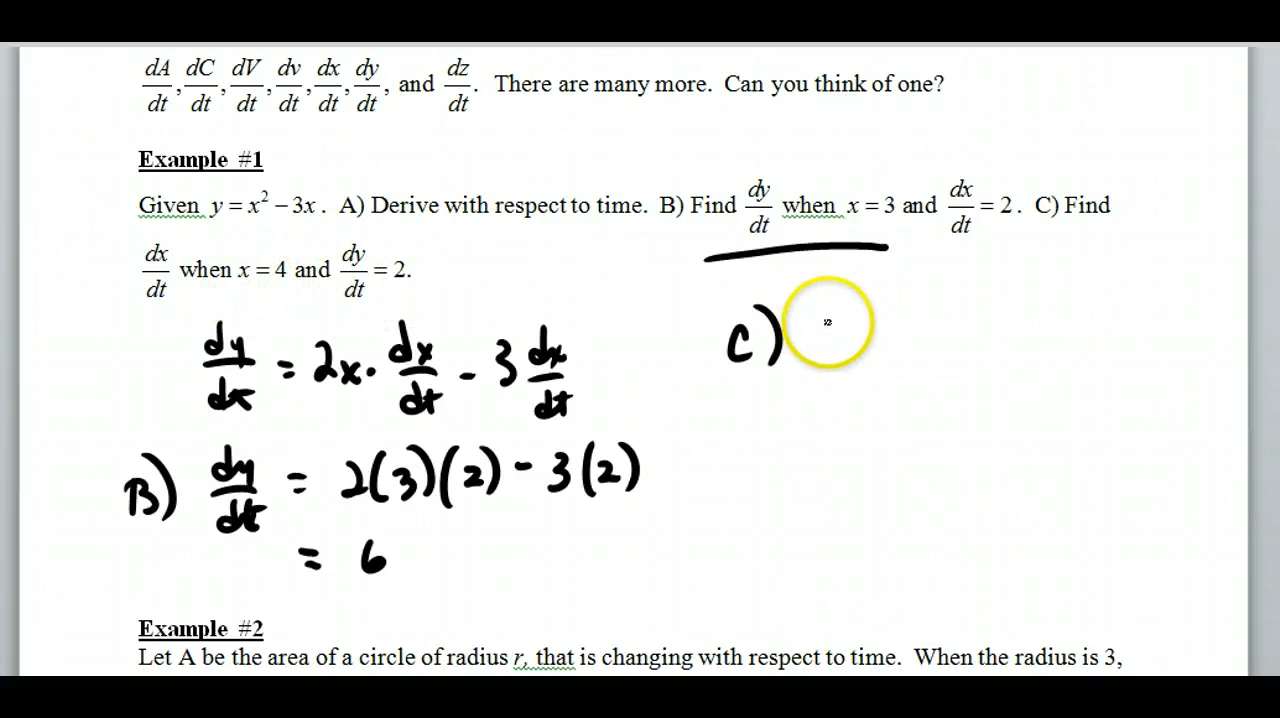 dA/dt, dC/dt, dV/dt, dv/dt, dx/dt, dy/dt, and dz/dt. There are many more. Can you think of one?
Example #1
Given y = x² − 3x. A) Derive with respect to time. B) Find dy/dt when x = 3 and dx/dt = 2. C) Find
dx/dt when x = 4 and dy/dt = 2.
dy/dt = 2x · dx/dt - 3 dx/dt
C)
B) dy/dt = 2(3)(2) - 3(2)
= 6
Example #2
Let A be the area of a circle of radius r, that is changing with respect to time. When the radius is 3,